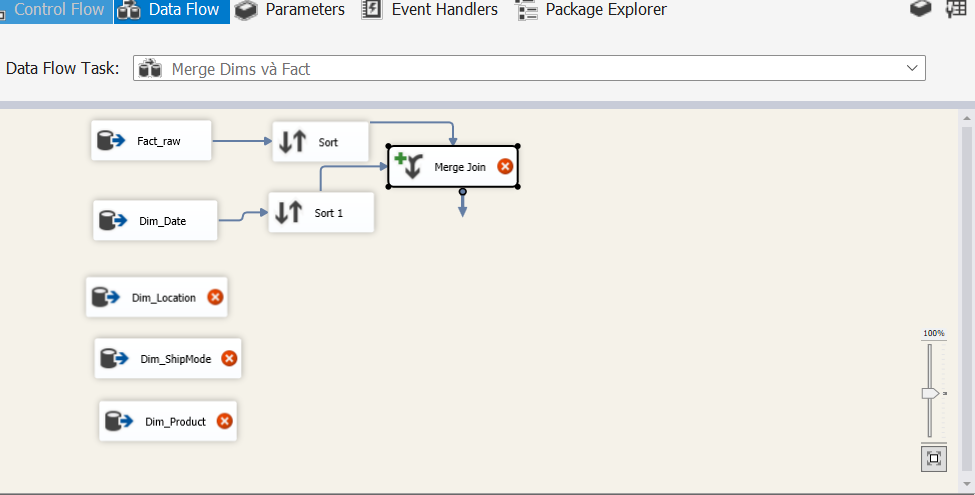 Control Flow Data Flow Parameters Event Handlers Package Explorer
Data Flow Task: Merge Dims và Fact
Fact_raw
Sort
Merge Join
Dim_Date
Sort 1
Dim_Location
Dim_ShipMode
Dim_Product
100%